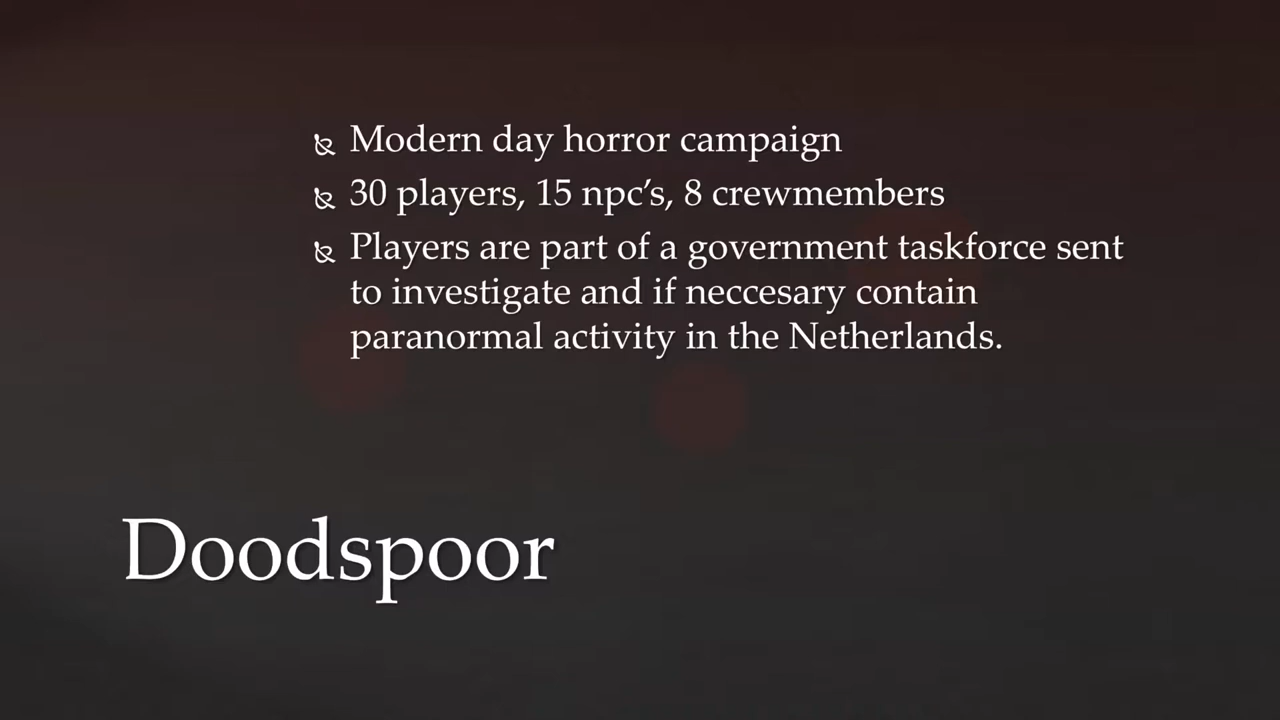 Modern day horror campaign
30 players, 15 npc’s, 8 crewmembers
Players are part of a government taskforce sent
to investigate and if neccesary contain
paranormal activity in the Netherlands.
Doodspoor